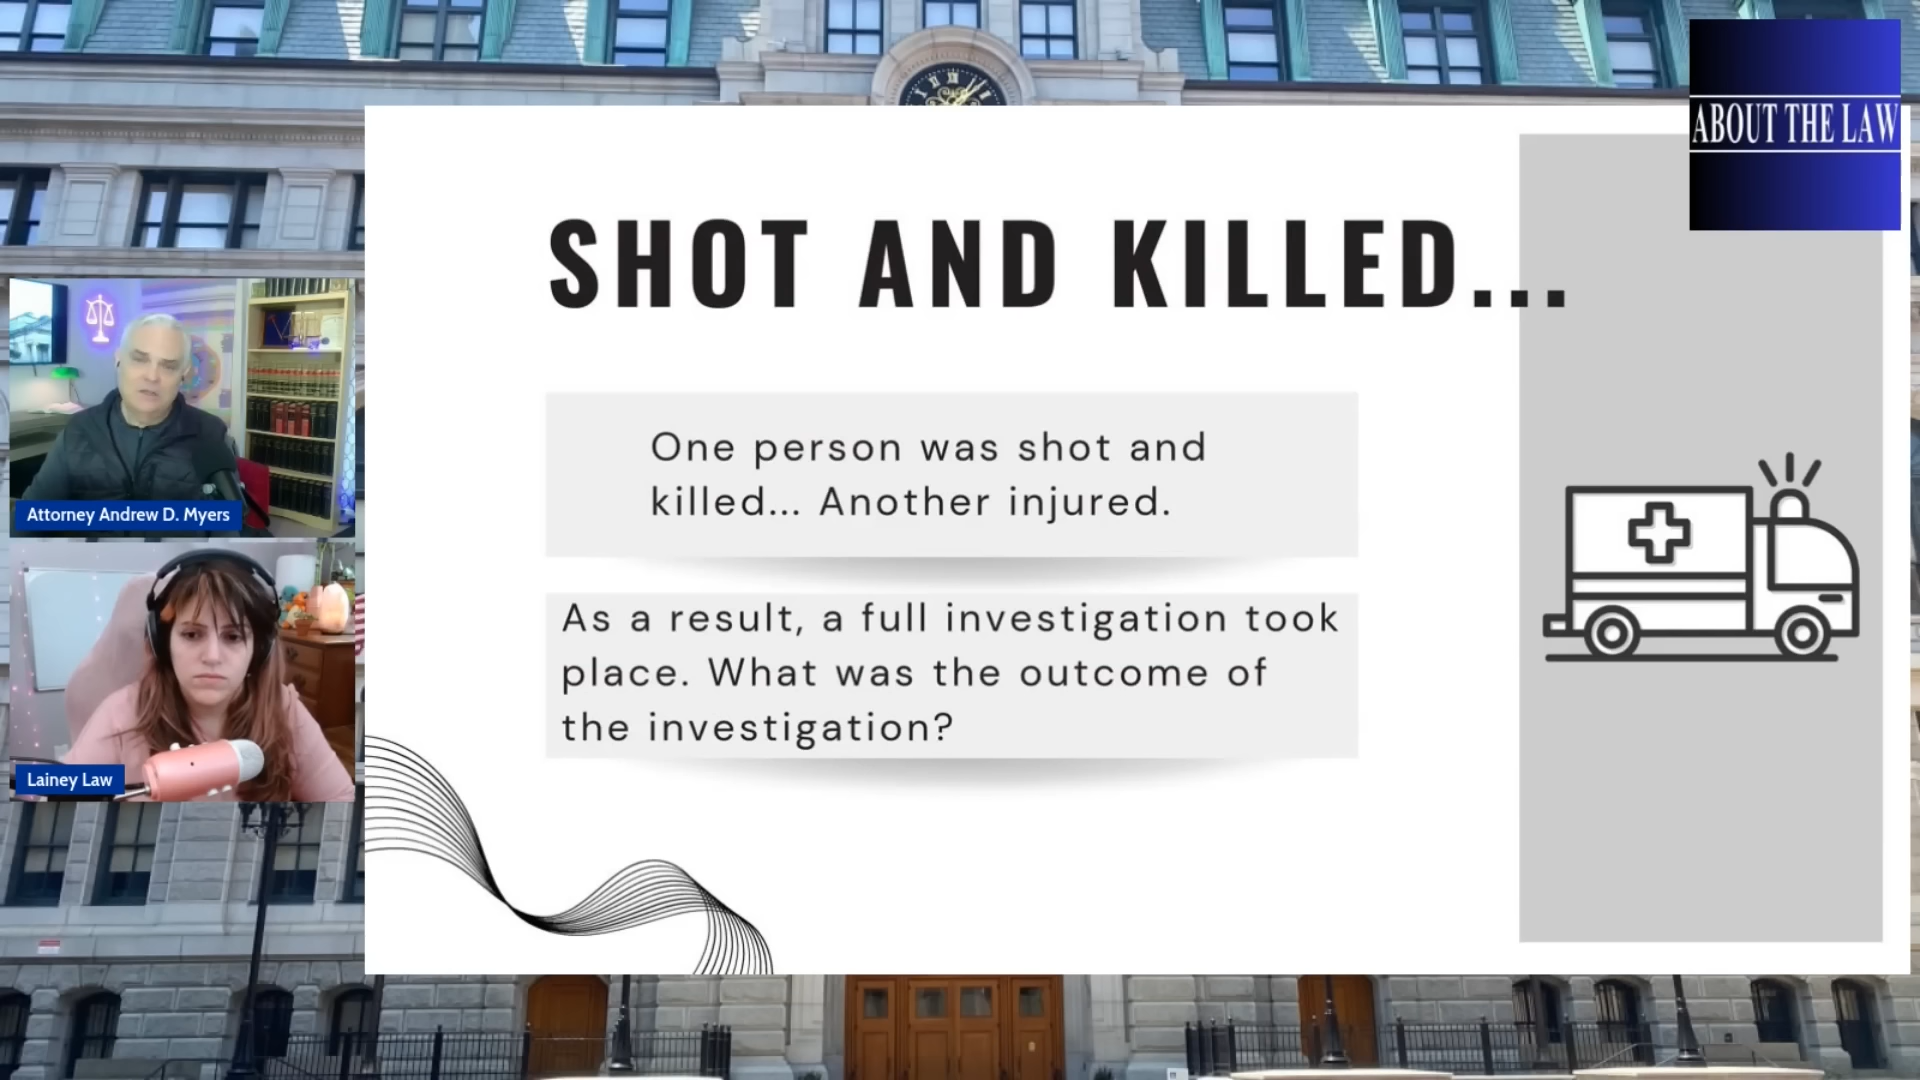 ABOUT THE LAW
SHOT AND KILLED...
One person was shot and
killed... Another injured.
As a result, a full investigation took
place. What was the outcome of
the investigation?
Attorney Andrew D. Myers
Lainey Law